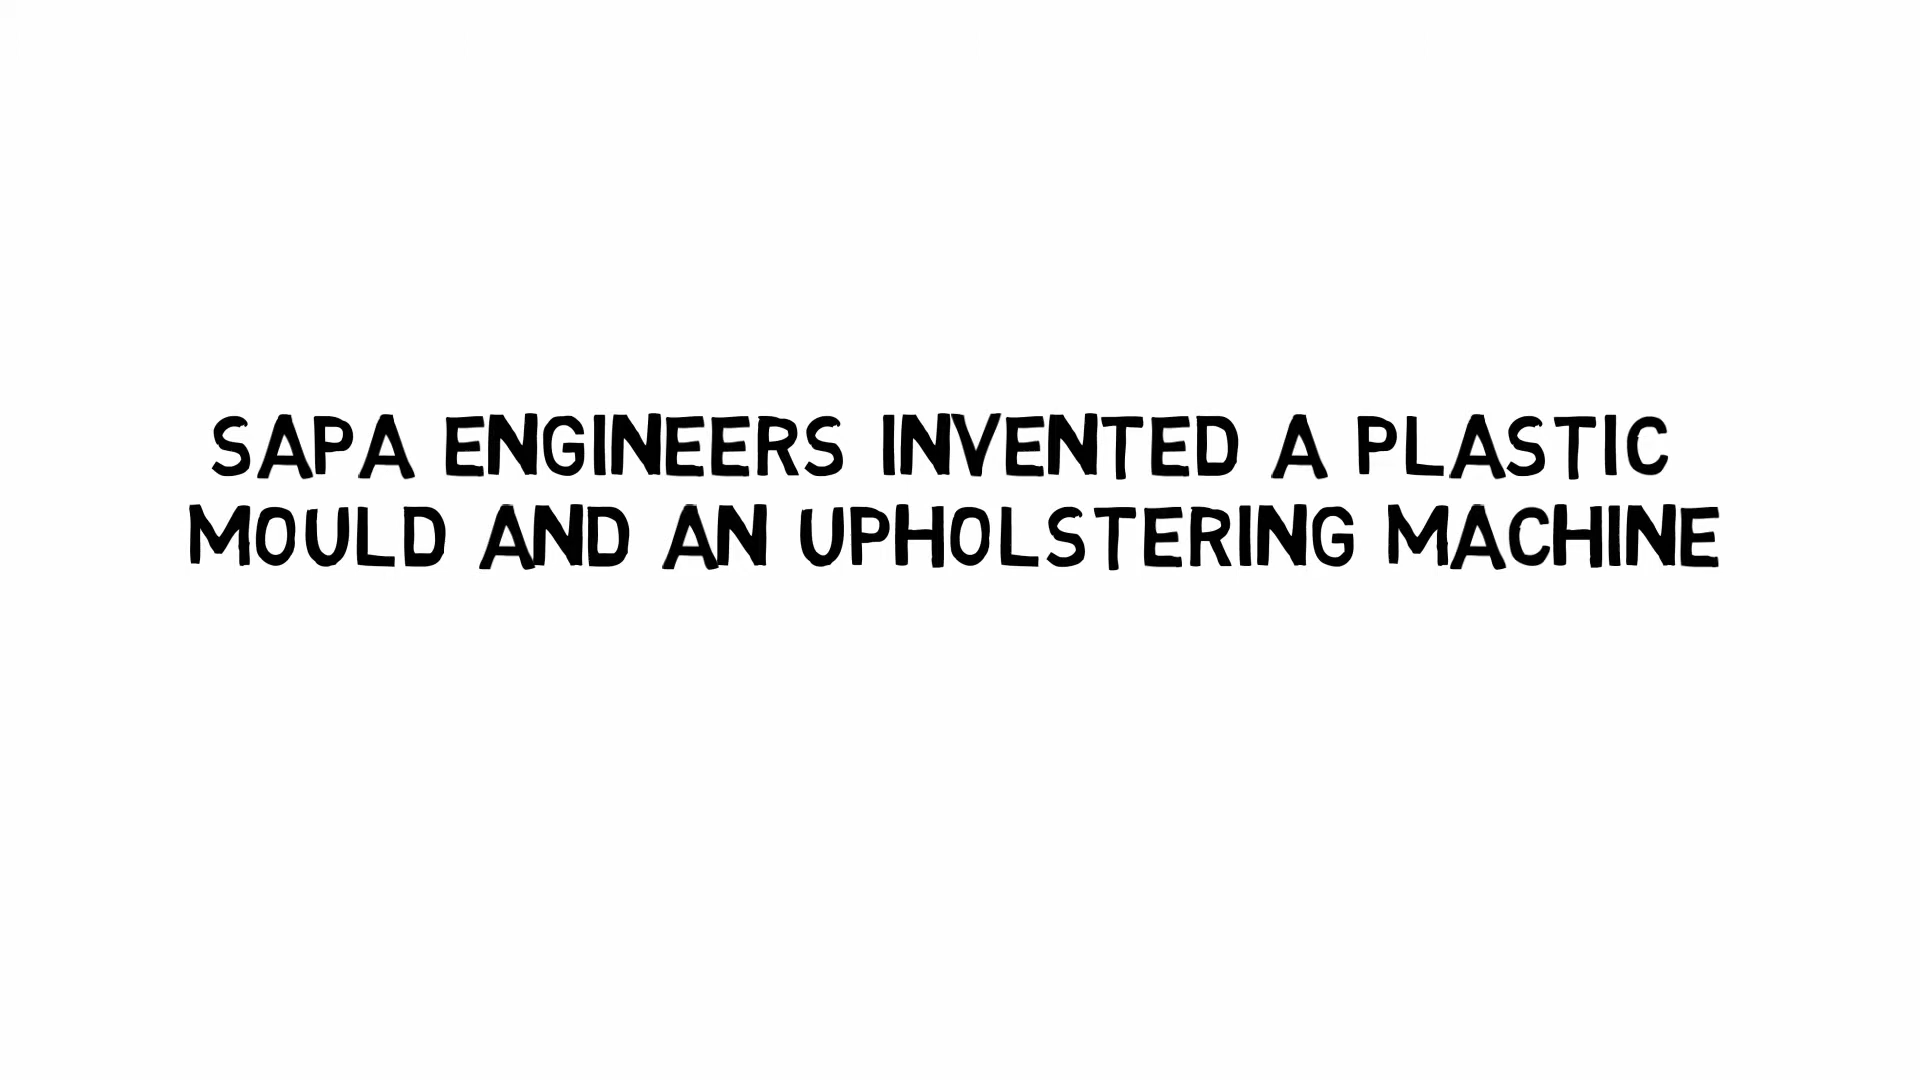 SAPA ENGINEERS INVENTED A PLASTIC
MOULD AND AN UPHOLSTERING MACHINE